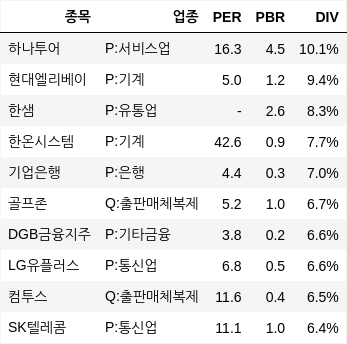 종목 업종 PER PBR DIV
하나투어 P:서비스업 16.3 4.5 10.1%
현대엘리베이 P:기계 5.0 1.2 9.4%
한샘 P:유통업 - 2.6 8.3%
한온시스템 P:기계 42.6 0.9 7.7%
기업은행 P:은행 4.4 0.3 7.0%
골프존 Q:출판매체복제 5.2 1.0 6.7%
DGB금융지주 P:기타금융 3.8 0.2 6.6%
LG유플러스 P:통신업 6.8 0.5 6.6%
컴투스 Q:출판매체복제 11.6 0.4 6.5%
SK텔레콤 P:통신업 11.1 1.0 6.4%